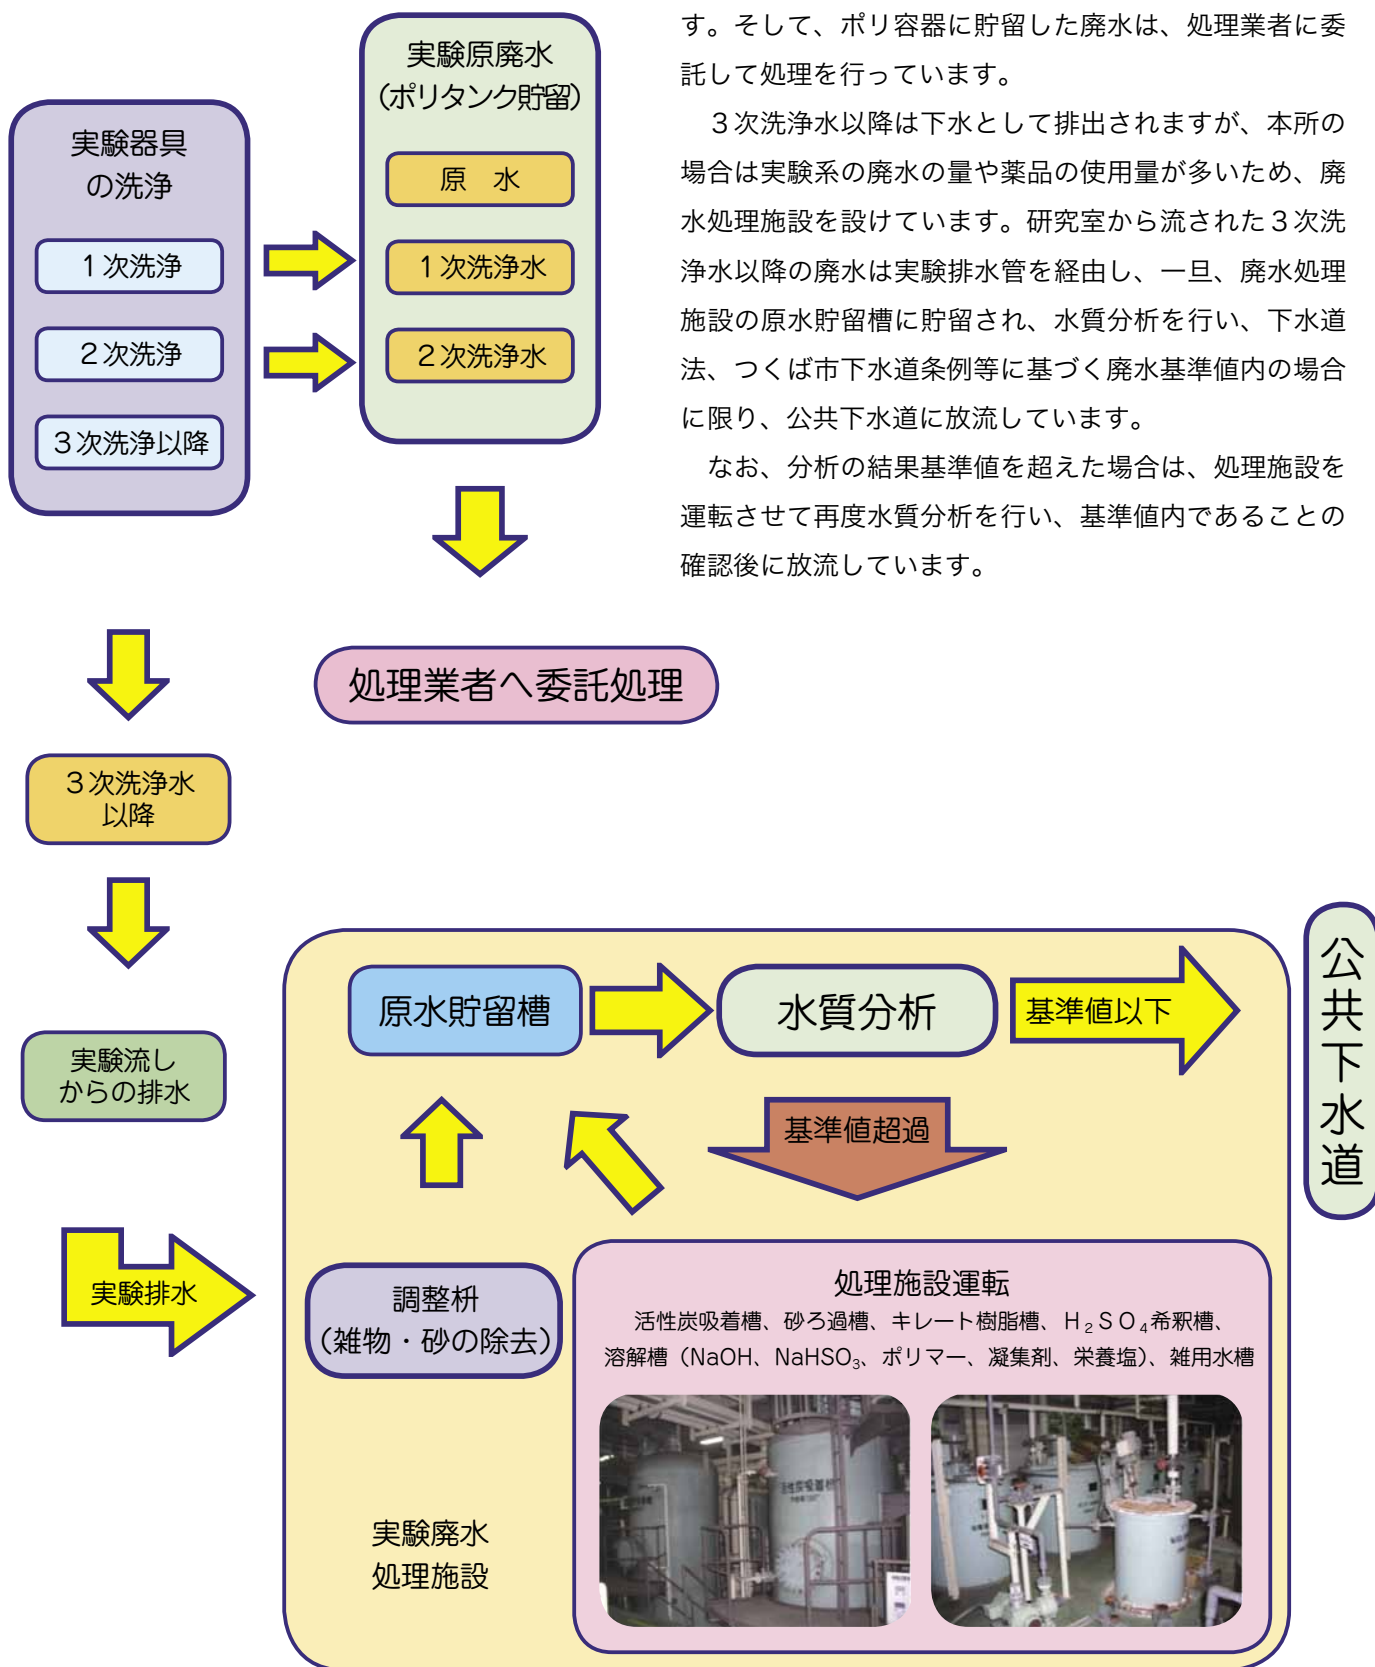 す。そして、ポリ容器に貯留した廃水は、処理業者に委
託して処理を行っています。
　３次洗浄水以降は下水として排出されますが、本所の
場合は実験系の廃水の量や薬品の使用量が多いため、廃
水処理施設を設けています。研究室から流された３次洗
浄水以降の廃水は実験排水管を経由し、一旦、廃水処理
施設の原水貯留槽に貯留され、水質分析を行い、下水道
法、つくば市下水道条例等に基づく廃水基準値内の場合
に限り、公共下水道に放流しています。
　なお、分析の結果基準値を超えた場合は、処理施設を
運転させて再度水質分析を行い、基準値内であることの
確認後に放流しています。
実験器具
の洗浄
１次洗浄
２次洗浄
３次洗浄以降
実験原廃水
（ポリタンク貯留）
原　水
１次洗浄水
２次洗浄水
処理業者へ委託処理
３次洗浄水
以降
実験流し
からの排水
実験排水
調整枡
（雑物・砂の除去）
原水貯留槽
水質分析
基準値以下
公共下水道
基準値超過
処理施設運転
活性炭吸着槽、砂ろ過槽、キレート樹脂槽、Ｈ₂ＳＯ₄希釈槽、
溶解槽（NaOH、NaHSO₃、ポリマー、凝集剤、栄養塩）、雑用水槽
活性炭吸着槽
実験廃水
処理施設